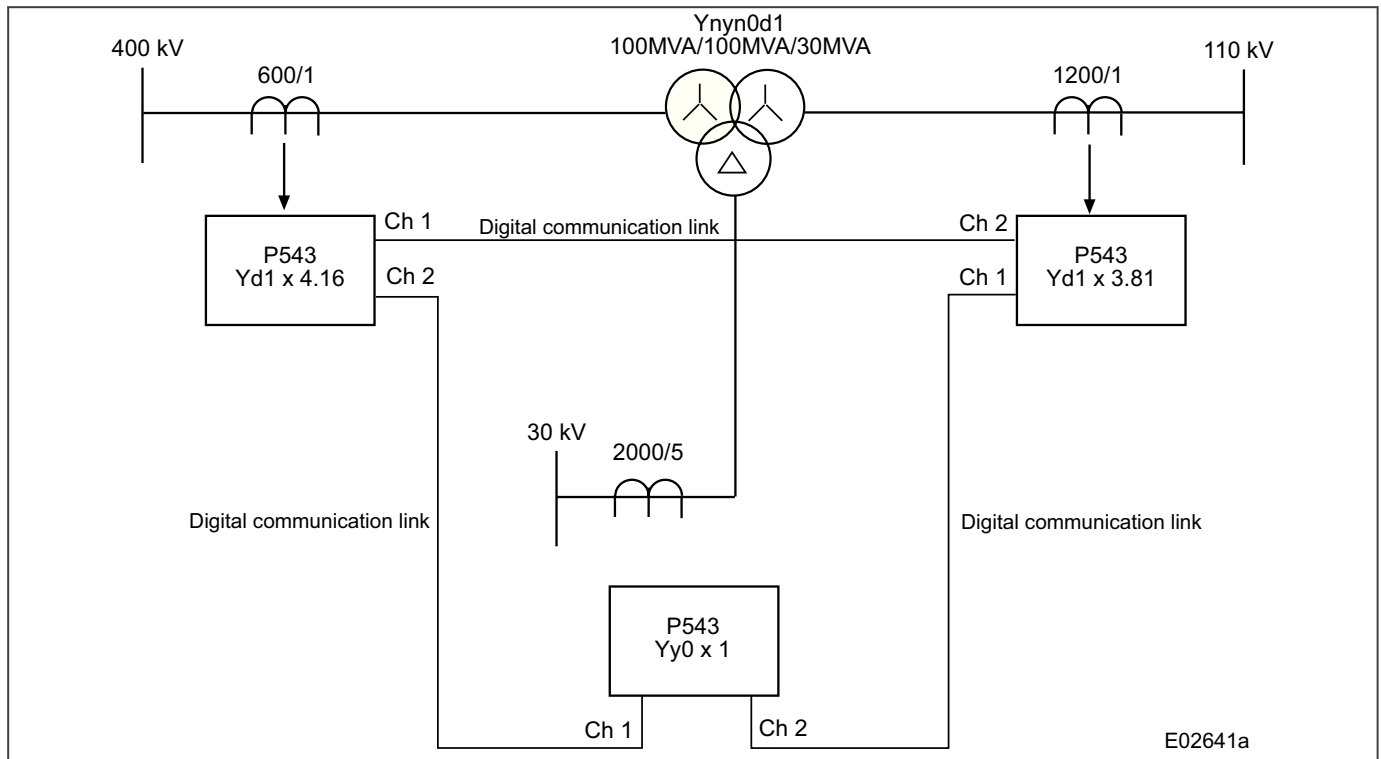 Ynyn0d1
100MVA/100MVA/30MVA
400 kV
110 kV
600/1
1200/1
P543
Yd1 x 4.16
Ch 1
Ch 2
Digital communication link
Ch 2
Ch 1
P543
Yd1 x 3.81
30 kV
2000/5
Digital communication link
Digital communication link
P543
Yy0 x 1
Ch 1
Ch 2
E02641a